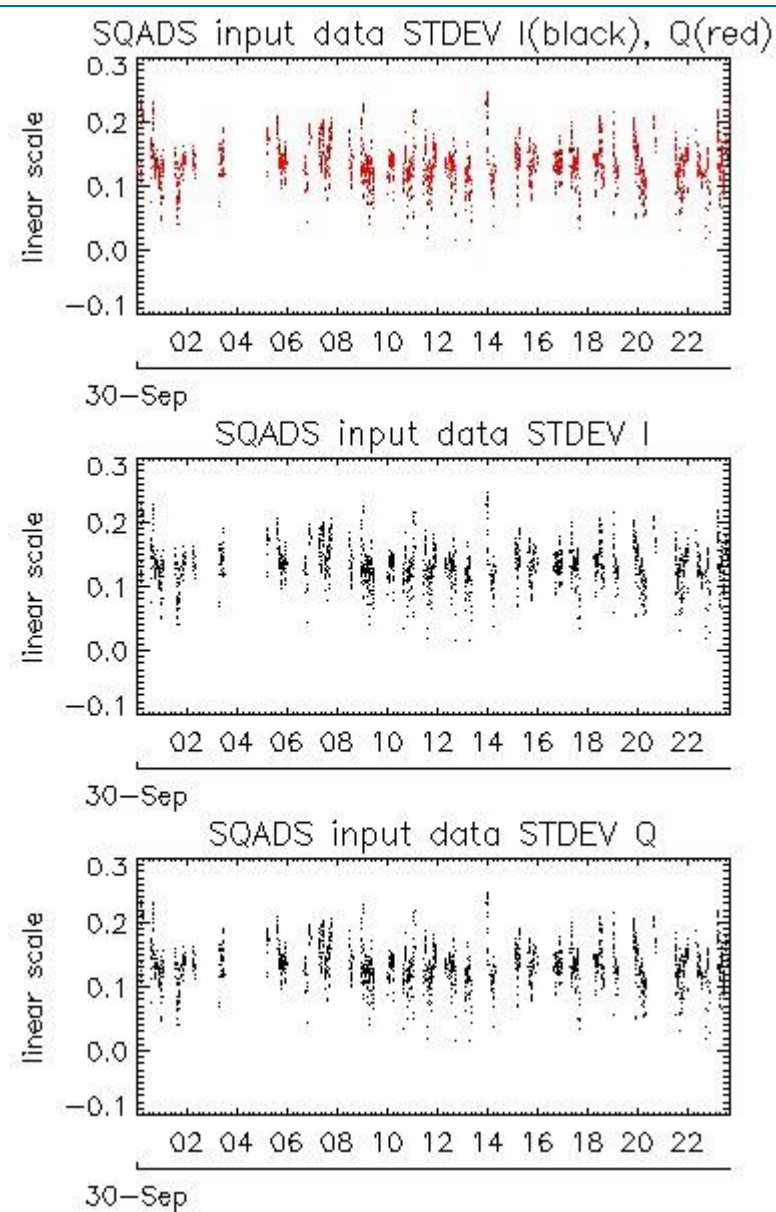 SQADS input data STDEV I(black), Q(red)
0.3
0.2
0.1
0.0
-0.1
linear scale
02 04 06 08 10 12 14 16 18 20 22
30-Sep
SQADS input data STDEV I
0.3
0.2
0.1
0.0
-0.1
linear scale
02 04 06 08 10 12 14 16 18 20 22
30-Sep
SQADS input data STDEV Q
0.3
0.2
0.1
0.0
-0.1
linear scale
02 04 06 08 10 12 14 16 18 20 22
30-Sep